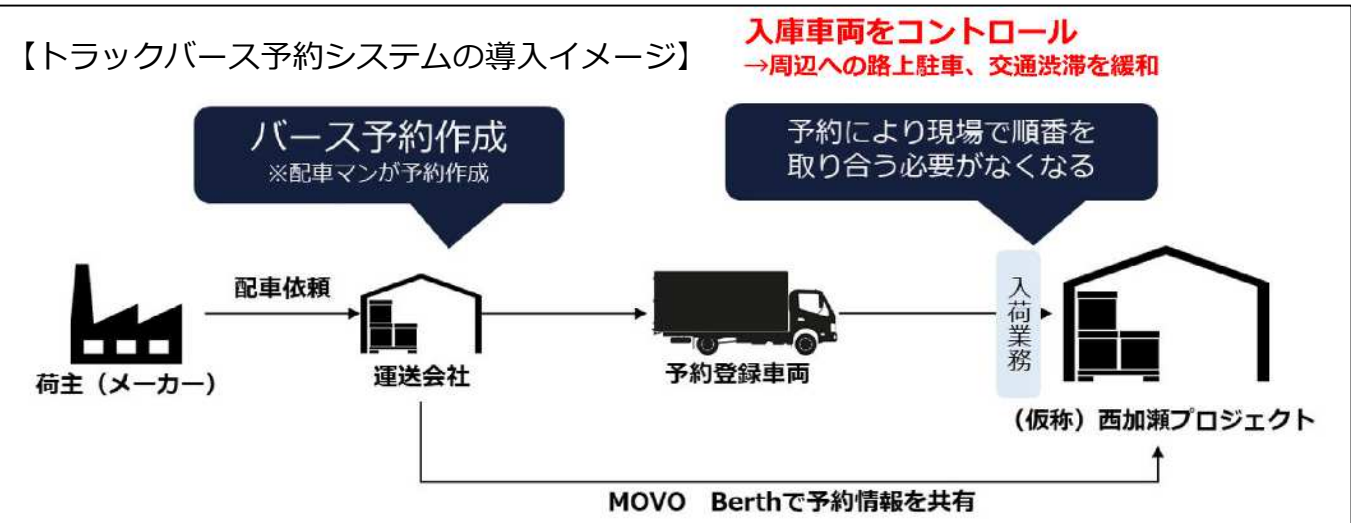 【トラックバース予約システムの導入イメージ】
入庫車両をコントロール
→周辺への路上駐車、交通渋滞を緩和
バース予約作成
※配車マンが予約作成
予約により現場で順番を
取り合う必要がなくなる
配車依頼
入荷業務
荷主（メーカー）
運送会社
予約登録車両
（仮称）西加瀬プロジェクト
MOVO　Berthで予約情報を共有